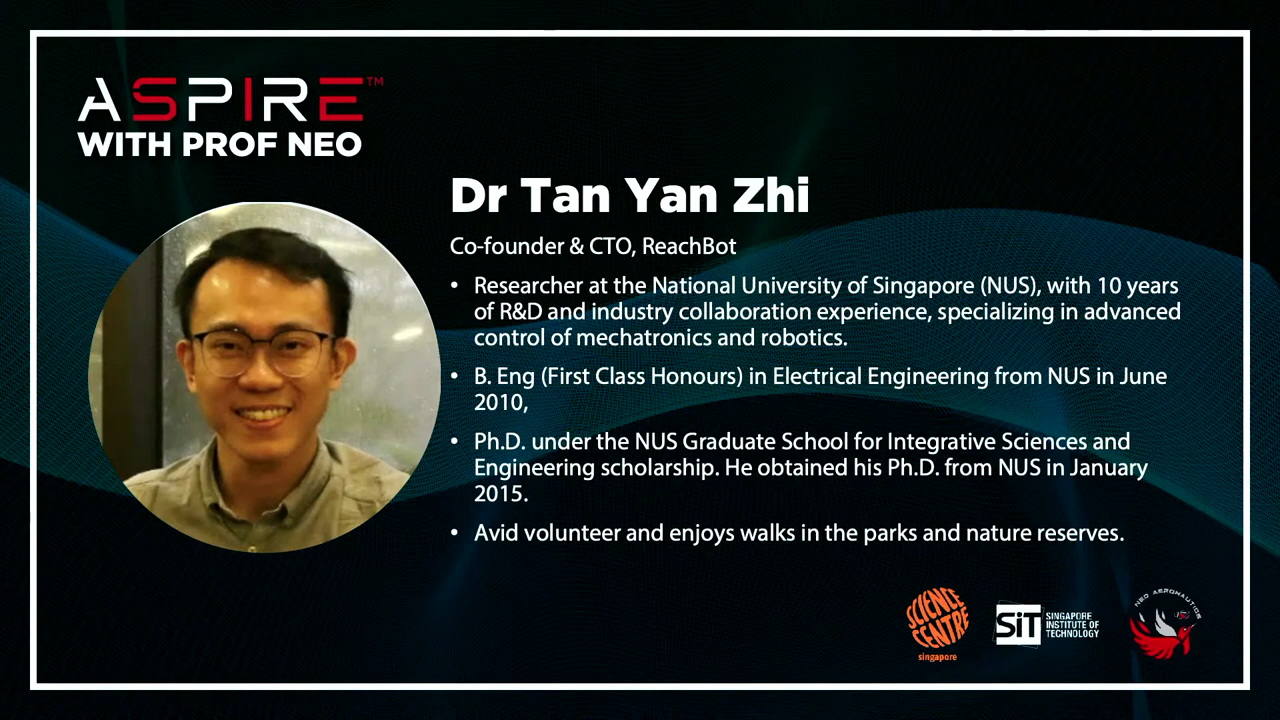 ASPIRE™
WITH PROF NEO
Dr Tan Yan Zhi
Co-founder & CTO, ReachBot
• Researcher at the National University of Singapore (NUS), with 10 years
of R&D and industry collaboration experience, specializing in advanced
control of mechatronics and robotics.
• B. Eng (First Class Honours) in Electrical Engineering from NUS in June
2010,
• Ph.D. under the NUS Graduate School for Integrative Sciences and
Engineering scholarship. He obtained his Ph.D. from NUS in January
2015.
• Avid volunteer and enjoys walks in the parks and nature reserves.
SCIENCE
CENTRE
singapore
SiT
SINGAPORE
INSTITUTE OF
TECHNOLOGY
NEO AERONAUTICS